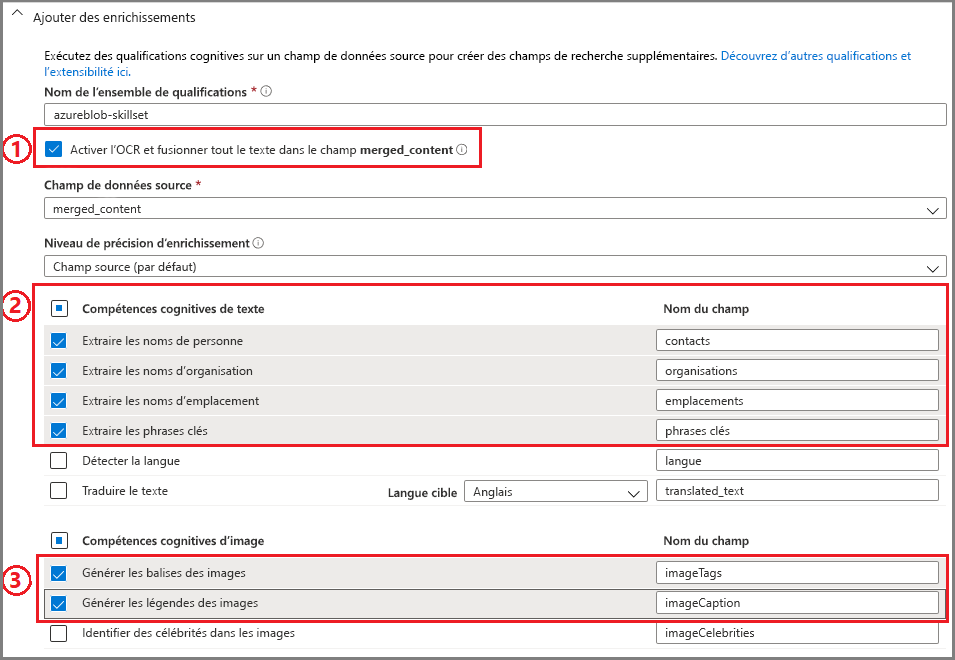 Ajouter des enrichissements
Exécutez des qualifications cognitives sur un champ de données source pour créer des champs de recherche supplémentaires. Découvrez d'autres qualifications et
l'extensibilité ici.
Nom de l'ensemble de qualifications *
azureblob-skillset
1 Activer l'OCR et fusionner tout le texte dans le champ merged_content
Champ de données source *
merged_content
Niveau de précision d'enrichissement
Champ source (par défaut)
2 Compétences cognitives de texte Nom du champ
Extraire les noms de personne contacts
Extraire les noms d'organisation organisations
Extraire les noms d'emplacement emplacements
Extraire les phrases clés phrases clés
Détecter la langue langue
Traduire le texte Langue cible Anglais translated_text
Compétences cognitives d'image Nom du champ
3 Générer les balises des images imageTags
Générer les légendes des images imageCaption
Identifier des célébrités dans les images imageCelebrities